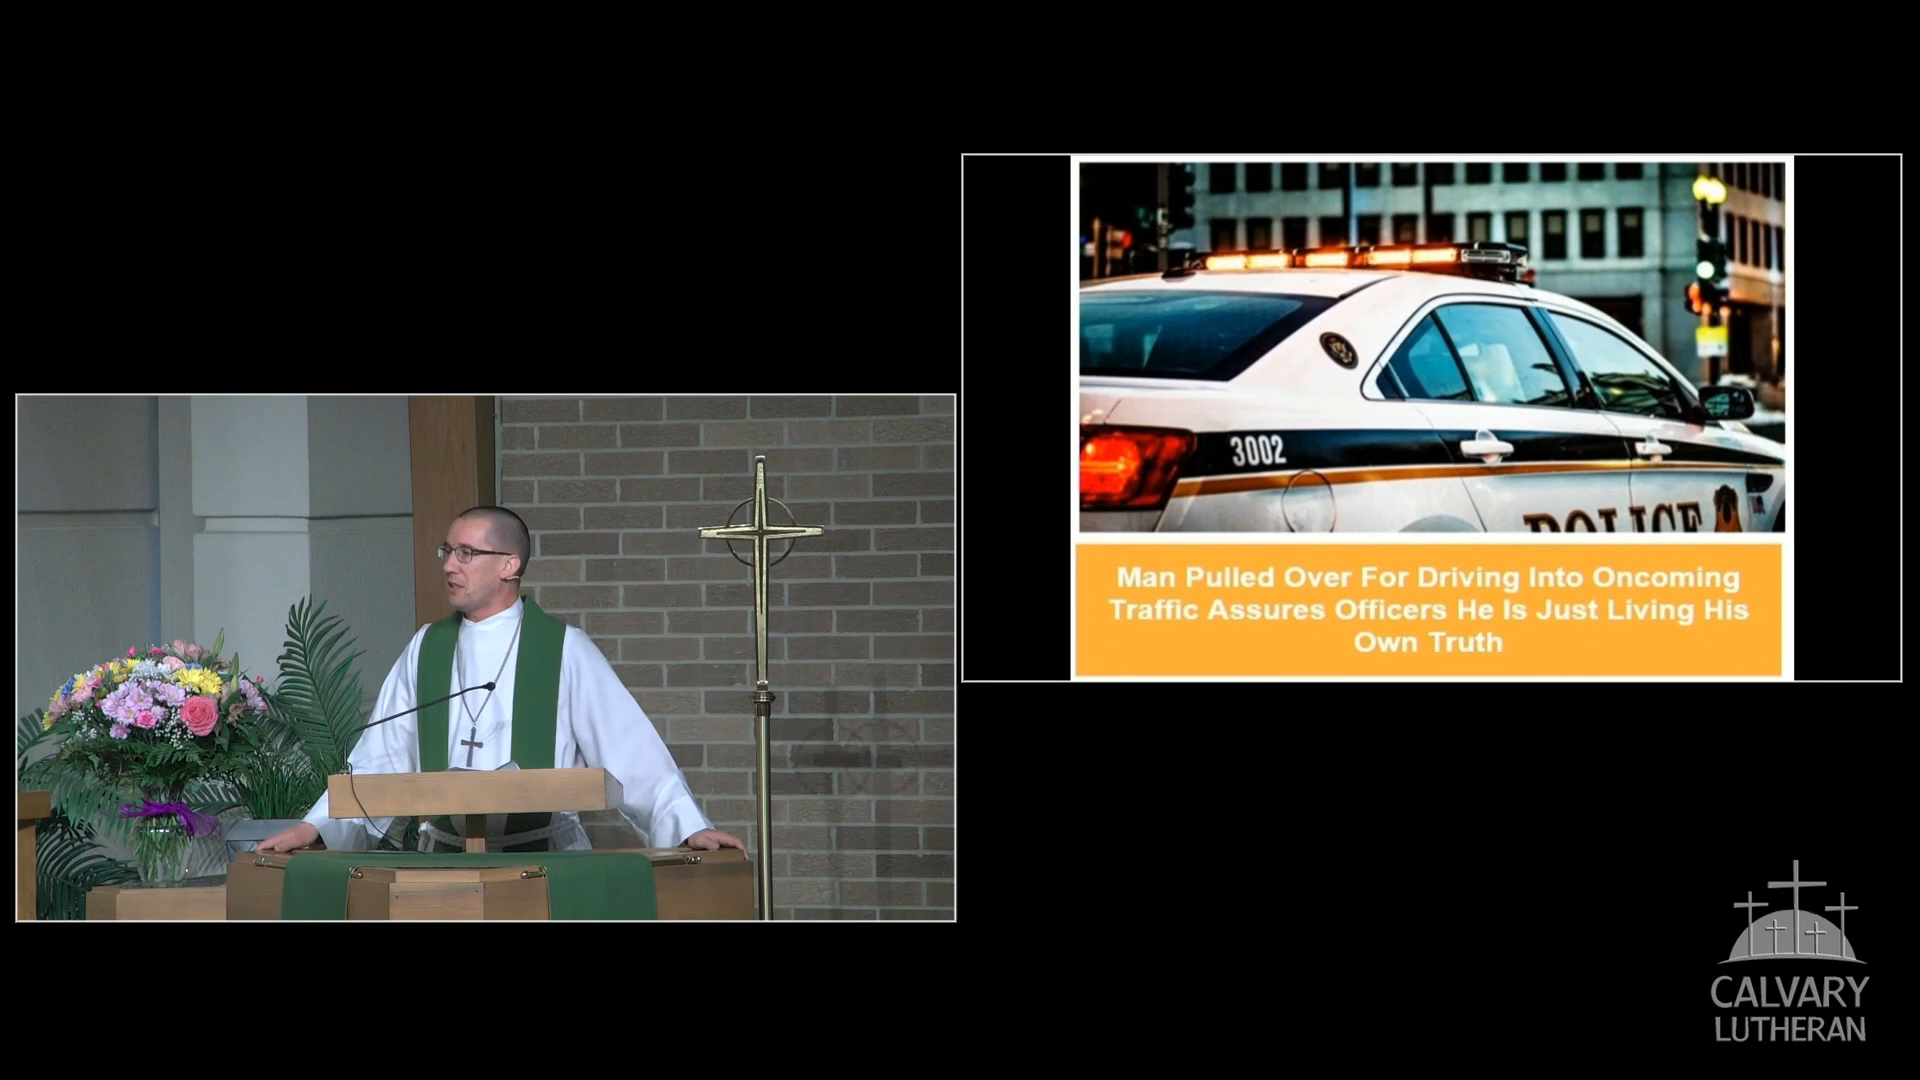 3002
POLICE
Man Pulled Over For Driving Into Oncoming
Traffic Assures Officers He Is Just Living His
Own Truth
CALVARY
LUTHERAN